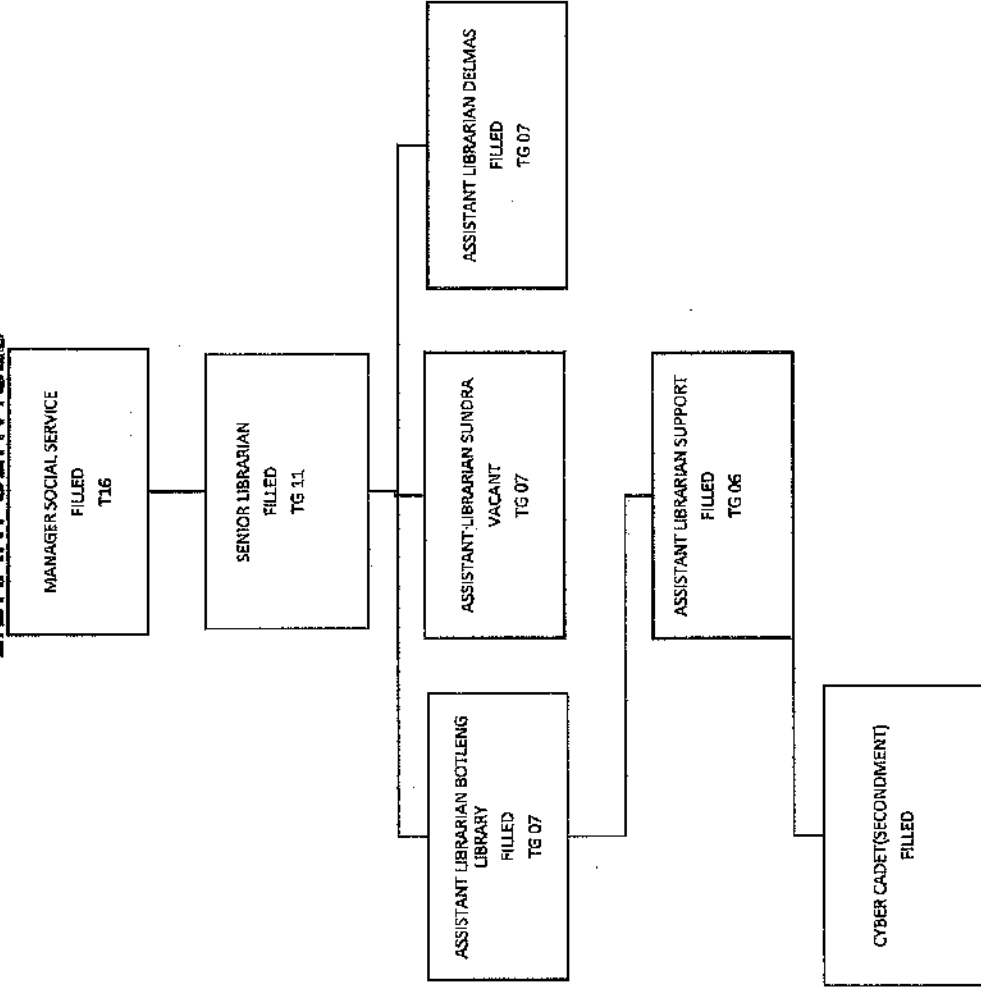 MANAGER SOCIAL SERVICE
FILLED
T16
SENIOR LIBRARIAN
FILLED
TG 11
ASSISTANT LIBRARIAN BOTLENG
LIBRARY
FILLED
TG 07
ASSISTANT LIBRARIAN SUNDRA
VACANT
TG 07
ASSISTANT LIBRARIAN DELMAS
FILLED
TG 07
ASSISTANT LIBRARIAN SUPPORT
FILLED
TG 06
CYBER CADET(SECONDMENT)
FILLED